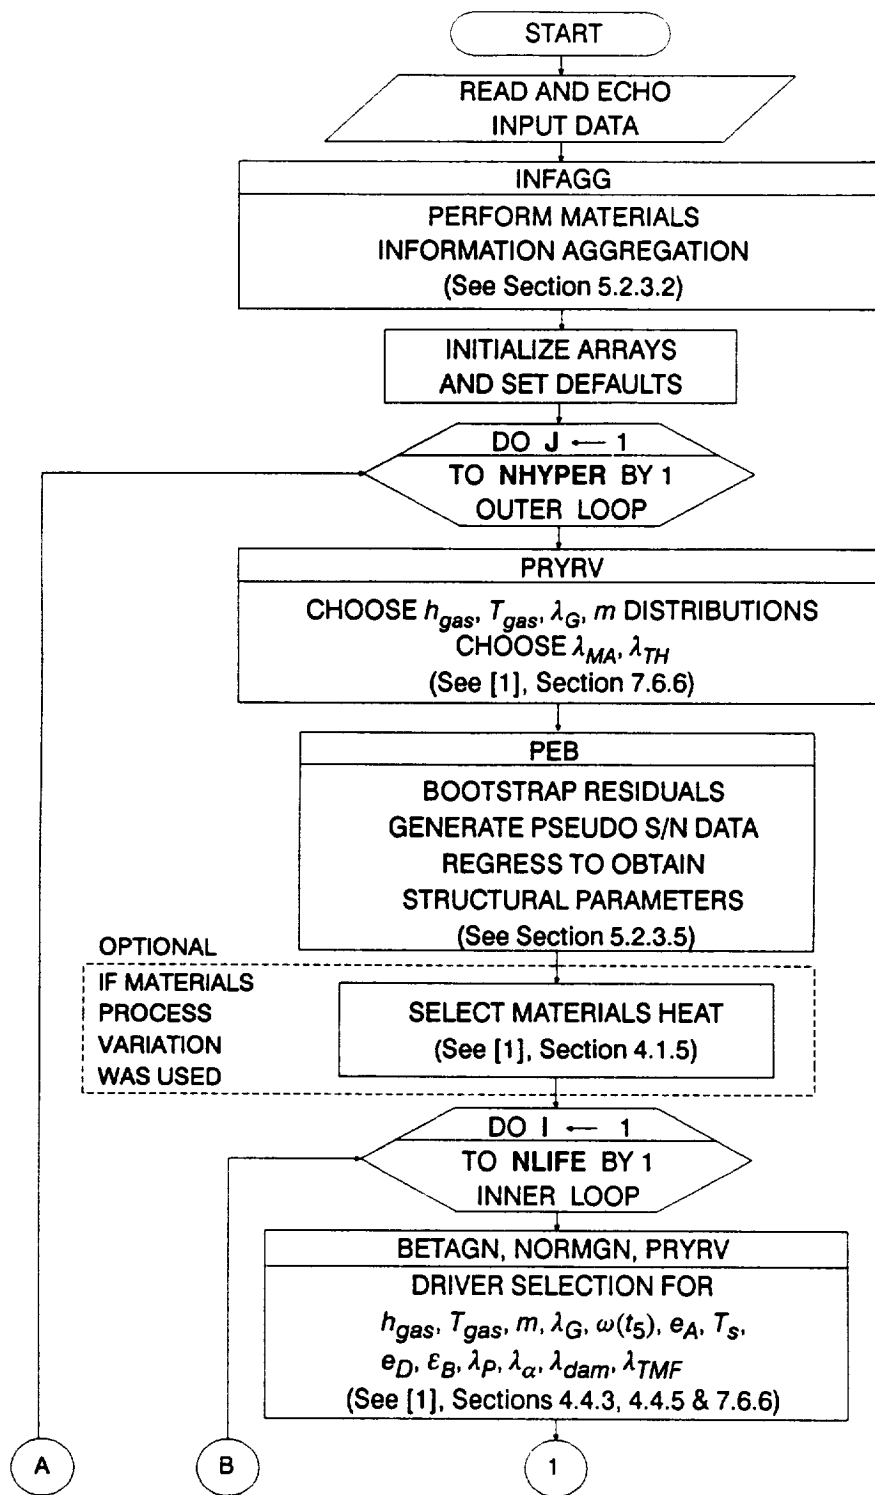 START
READ AND ECHO
INPUT DATA
INFAGG
PERFORM MATERIALS
INFORMATION AGGREGATION
(See Section 5.2.3.2)
INITIALIZE ARRAYS
AND SET DEFAULTS
DO J ← 1
TO NHYPER BY 1
OUTER LOOP
PRYRV
CHOOSE h_gas, T_gas, λ_G, m DISTRIBUTIONS
CHOOSE λ_MA, λ_TH
(See [1], Section 7.6.6)
PEB
BOOTSTRAP RESIDUALS
GENERATE PSEUDO S/N DATA
REGRESS TO OBTAIN
STRUCTURAL PARAMETERS
(See Section 5.2.3.5)
OPTIONAL
IF MATERIALS
PROCESS
VARIATION
WAS USED
SELECT MATERIALS HEAT
(See [1], Section 4.1.5)
DO I ← 1
TO NLIFE BY 1
INNER LOOP
BETAGN, NORMGN, PRYRV
DRIVER SELECTION FOR
h_gas, T_gas, m, λ_G, ω(t_5), e_A, T_s,
e_D, ε_B, λ_P, λ_α, λ_dam, λ_TMF
(See [1], Sections 4.4.3, 4.4.5 & 7.6.6)
A
B
1